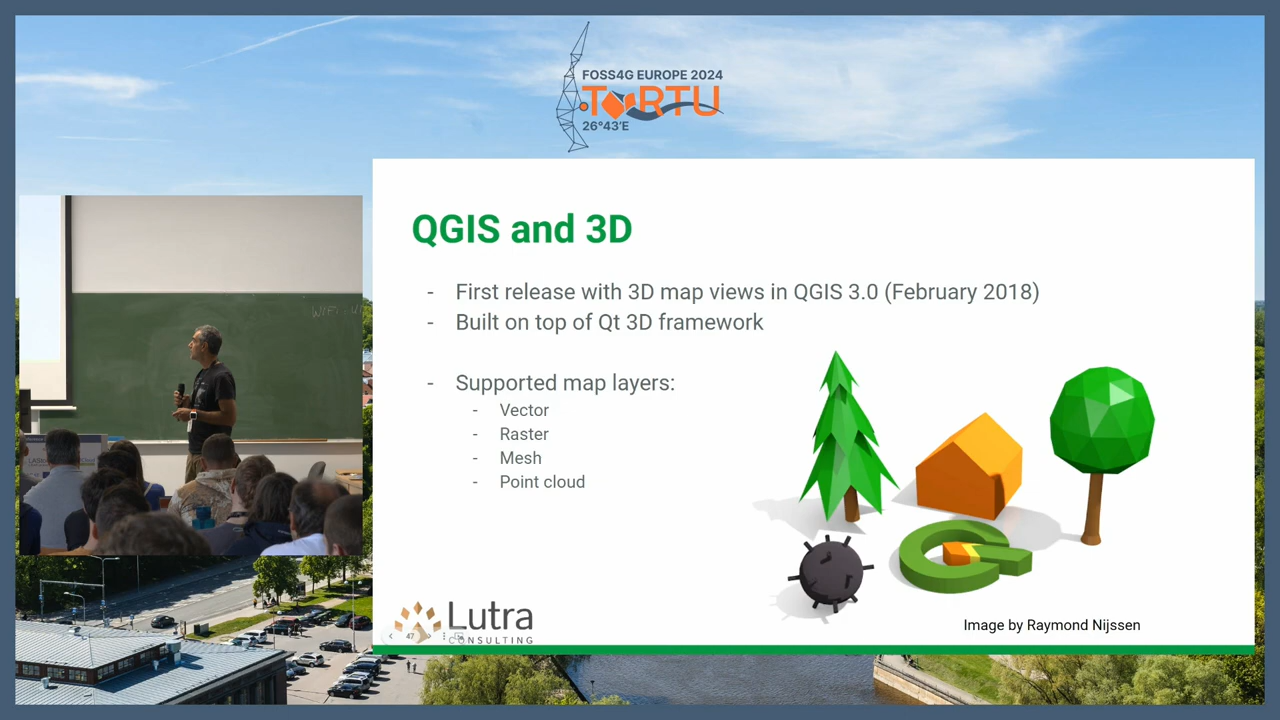 FOSS4G EUROPE 2024
TARTU
26°43'E
QGIS and 3D
- First release with 3D map views in QGIS 3.0 (February 2018)
- Built on top of Qt 3D framework
- Supported map layers:
- Vector
- Raster
- Mesh
- Point cloud
WIFI:
Lutra
CONSULTING
47
Image by Raymond Nijssen